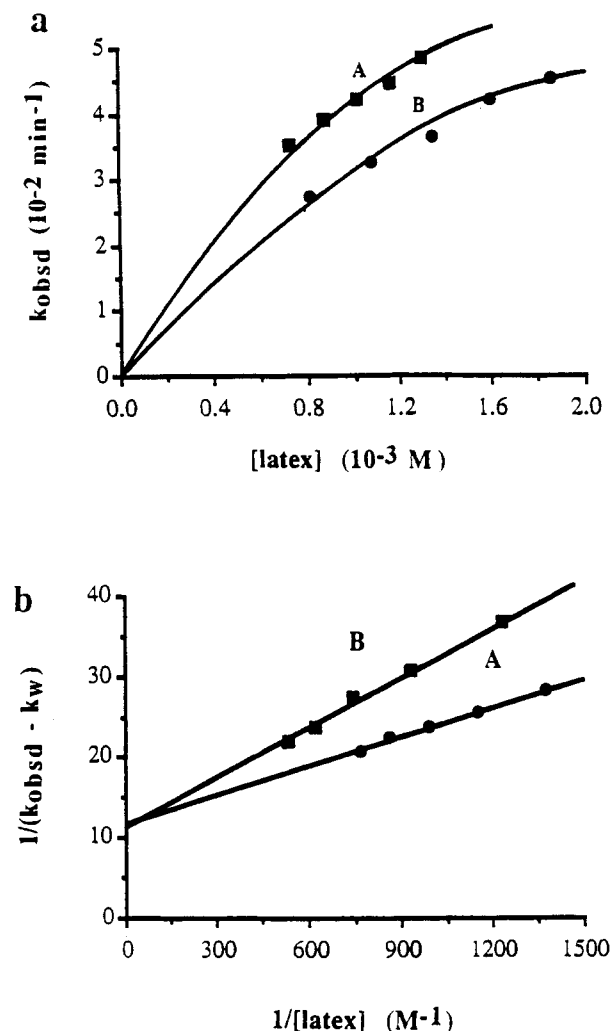 a
5
4
3
2
1
0
A
B
kobsd (10-2 min-1)
0.0 0.4 0.8 1.2 1.6 2.0
[latex] (10-3 M)
b
40
30
20
10
0
B
A
1/(kobsd - kw)
0 300 600 900 1200 1500
1/[latex] (M-1)